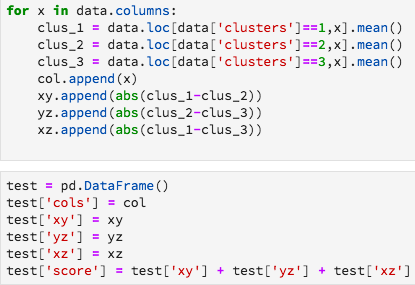 for x in data.columns:
    clus_1 = data.loc[data['clusters']==1,x].mean()
    clus_2 = data.loc[data['clusters']==2,x].mean()
    clus_3 = data.loc[data['clusters']==3,x].mean()
    col.append(x)
    xy.append(abs(clus_1-clus_2))
    yz.append(abs(clus_2-clus_3))
    xz.append(abs(clus_1-clus_3))
test = pd.DataFrame()
test['cols'] = col
test['xy'] = xy
test['yz'] = yz
test['xz'] = xz
test['score'] = test['xy'] + test['yz'] + test['xz']